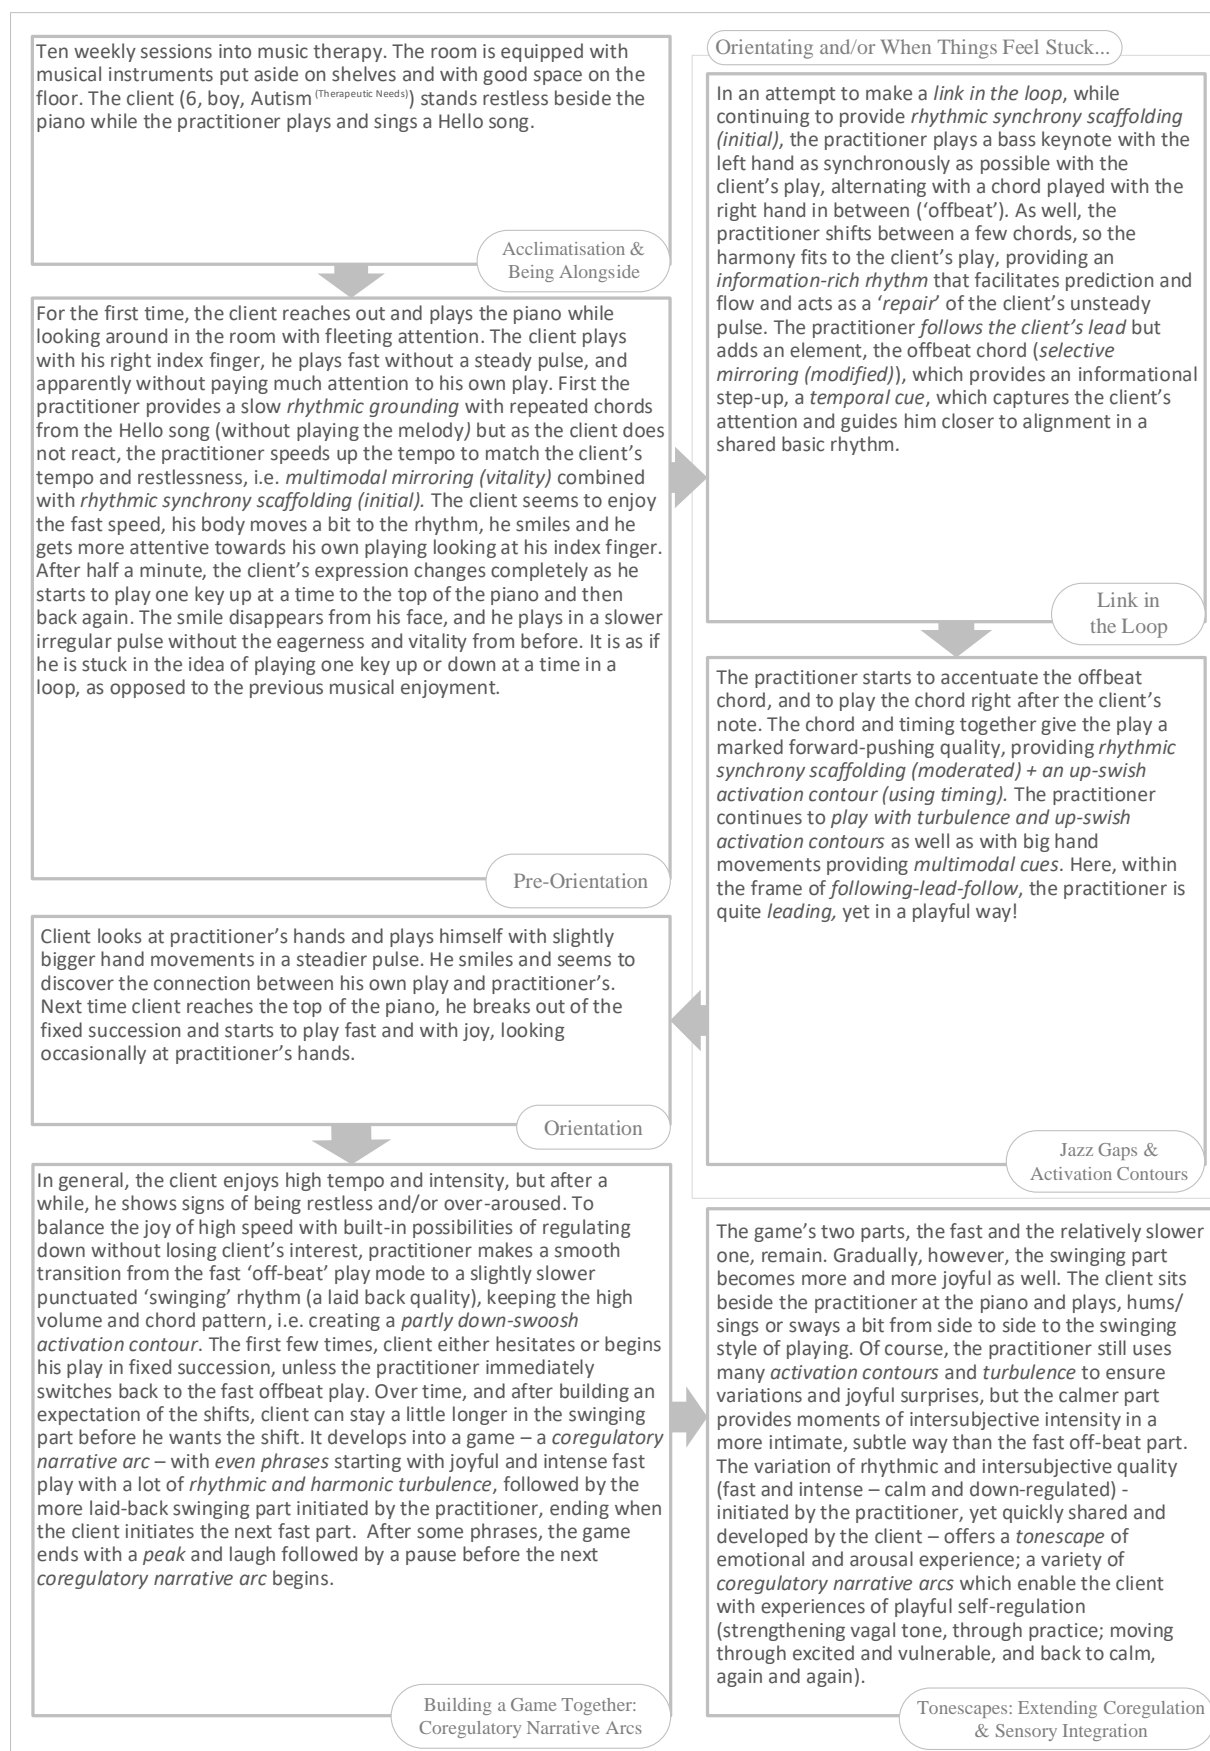 Ten weekly sessions into music therapy. The room is equipped with
musical instruments put aside on shelves and with good space on the
floor. The client (6, boy, Autism (Therapeutic Needs)) stands restless beside the
piano while the practitioner plays and sings a Hello song.
Acclimatisation &
Being Alongside
For the first time, the client reaches out and plays the piano while
looking around in the room with fleeting attention. The client plays
with his right index finger, he plays fast without a steady pulse, and
apparently without paying much attention to his own play. First the
practitioner provides a slow rhythmic grounding with repeated chords
from the Hello song (without playing the melody) but as the client does
not react, the practitioner speeds up the tempo to match the client's
tempo and restlessness, i.e. multimodal mirroring (vitality) combined
with rhythmic synchrony scaffolding (initial). The client seems to enjoy
the fast speed, his body moves a bit to the rhythm, he smiles and he
gets more attentive towards his own playing looking at his index finger.
After half a minute, the client's expression changes completely as he
starts to play one key up at a time to the top of the piano and then
back again. The smile disappears from his face, and he plays in a slower
irregular pulse without the eagerness and vitality from before. It is as if
he is stuck in the idea of playing one key up or down at a time in a
loop, as opposed to the previous musical enjoyment.
Pre-Orientation
Orientating and/or When Things Feel Stuck...
In an attempt to make a link in the loop, while
continuing to provide rhythmic synchrony scaffolding
(initial), the practitioner plays a bass keynote with the
left hand as synchronously as possible with the
client's play, alternating with a chord played with the
right hand in between ('offbeat'). As well, the
practitioner shifts between a few chords, so the
harmony fits to the client's play, providing an
information-rich rhythm that facilitates prediction and
flow and acts as a 'repair' of the client's unsteady
pulse. The practitioner follows the client's lead but
adds an element, the offbeat chord (selective
mirroring (modified)), which provides an informational
step-up, a temporal cue, which captures the client's
attention and guides him closer to alignment in a
shared basic rhythm.
Link in
the Loop
The practitioner starts to accentuate the offbeat
chord, and to play the chord right after the client's
note. The chord and timing together give the play a
marked forward-pushing quality, providing rhythmic
synchrony scaffolding (moderated) + an up-swish
activation contour (using timing). The practitioner
continues to play with turbulence and up-swish
activation contours as well as with big hand
movements providing multimodal cues. Here, within
the frame of following-lead-follow, the practitioner is
quite leading, yet in a playful way!
Jazz Gaps &
Activation Contours
Client looks at practitioner's hands and plays himself with slightly
bigger hand movements in a steadier pulse. He smiles and seems to
discover the connection between his own play and practitioner's.
Next time client reaches the top of the piano, he breaks out of the
fixed succession and starts to play fast and with joy, looking
occasionally at practitioner's hands.
Orientation
In general, the client enjoys high tempo and intensity, but after a
while, he shows signs of being restless and/or over-aroused. To
balance the joy of high speed with built-in possibilities of regulating
down without losing client's interest, practitioner makes a smooth
transition from the fast 'off-beat' play mode to a slightly slower
punctuated 'swinging' rhythm (a laid back quality), keeping the high
volume and chord pattern, i.e. creating a partly down-swoosh
activation contour. The first few times, client either hesitates or begins
his play in fixed succession, unless the practitioner immediately
switches back to the fast offbeat play. Over time, and after building an
expectation of the shifts, client can stay a little longer in the swinging
part before he wants the shift. It develops into a game – a coregulatory
narrative arc – with even phrases starting with joyful and intense fast
play with a lot of rhythmic and harmonic turbulence, followed by the
more laid-back swinging part initiated by the practitioner, ending when
the client initiates the next fast part. After some phrases, the game
ends with a peak and laugh followed by a pause before the next
coregulatory narrative arc begins.
Building a Game Together:
Coregulatory Narrative Arcs
The game's two parts, the fast and the relatively slower
one, remain. Gradually, however, the swinging part
becomes more and more joyful as well. The client sits
beside the practitioner at the piano and plays, hums/
sings or sways a bit from side to side to the swinging
style of playing. Of course, the practitioner still uses
many activation contours and turbulence to ensure
variations and joyful surprises, but the calmer part
provides moments of intersubjective intensity in a
more intimate, subtle way than the fast off-beat part.
The variation of rhythmic and intersubjective quality
(fast and intense – calm and down-regulated) -
initiated by the practitioner, yet quickly shared and
developed by the client – offers a tonescape of
emotional and arousal experience; a variety of
coregulatory narrative arcs which enable the client
with experiences of playful self-regulation
(strengthening vagal tone, through practice; moving
through excited and vulnerable, and back to calm,
again and again).
Tonescapes: Extending Coregulation
& Sensory Integration